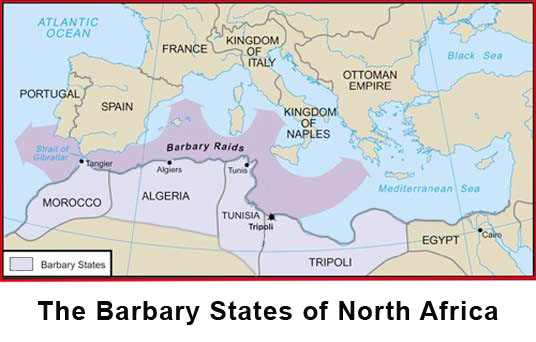 ATLANTIC
OCEAN
FRANCE
KINGDOM
OF
ITALY
Black Sea
OTTOMAN
EMPIRE
PORTUGAL
SPAIN
KINGDOM
OF
NAPLES
Strait of
Gibraltar
Barbary Raids
Tangier
Algiers
Tunis
Mediterranean Sea
MOROCCO
ALGERIA
TUNISIA
Tripoli
EGYPT
Cairo
TRIPOLI
Barbary States
The Barbary States of North Africa